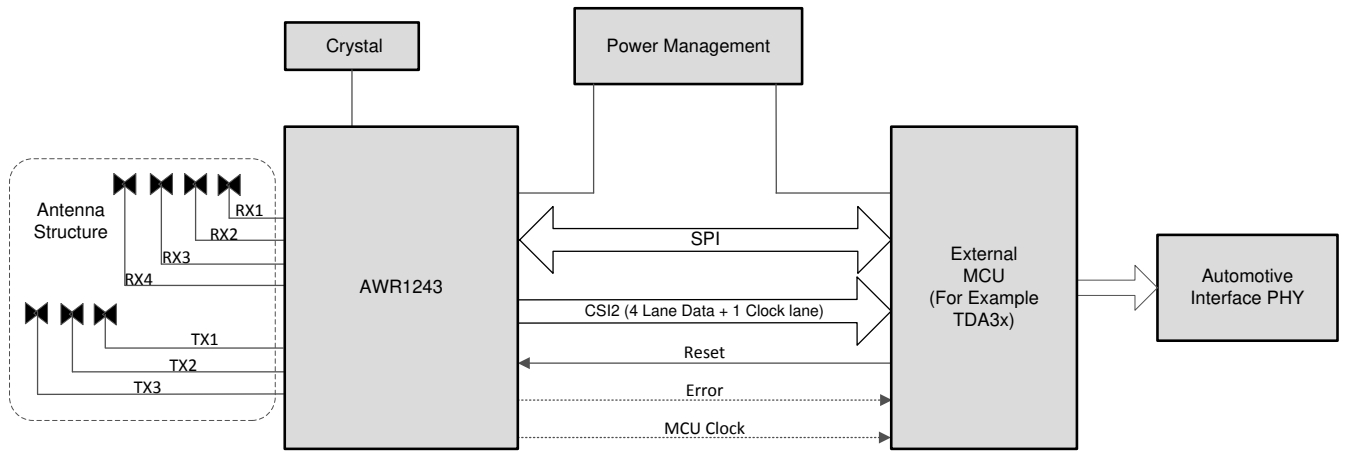 Crystal
Power Management
Antenna
Structure
RX1
RX2
RX3
RX4
TX1
TX2
TX3
AWR1243
SPI
CSI2 (4 Lane Data + 1 Clock lane)
Reset
Error
MCU Clock
External
MCU
(For Example
TDA3x)
Automotive
Interface PHY